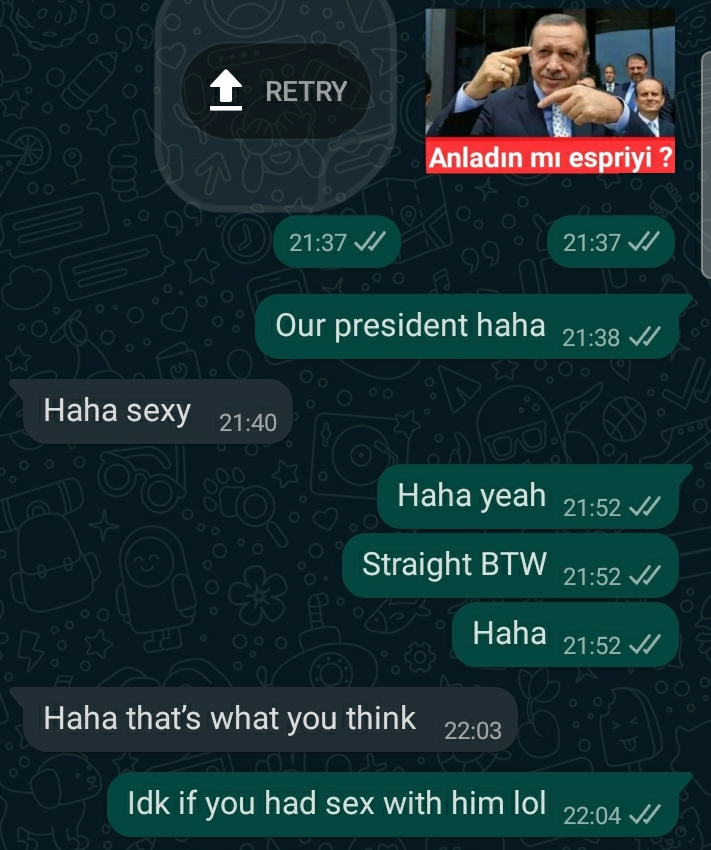 RETRY
Anladın mı espriyi ?
21:37
21:37
Our president haha 21:38
Haha sexy 21:40
Haha yeah 21:52
Straight BTW 21:52
Haha 21:52
Haha that’s what you think 22:03
Idk if you had sex with him lol 22:04